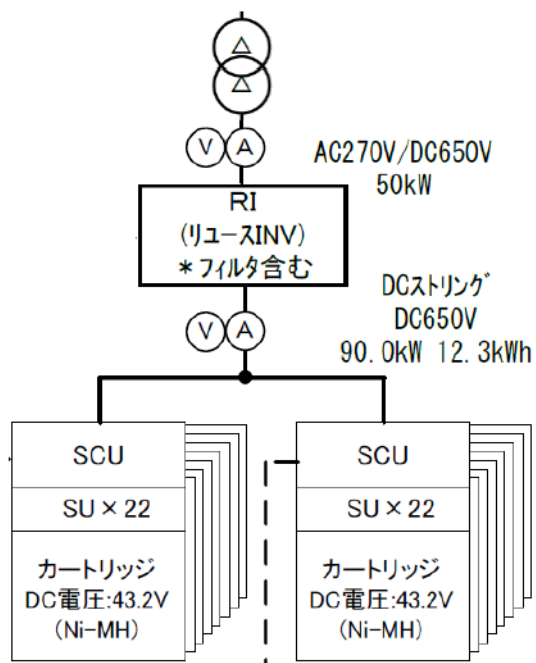 △
△
V A
AC270V/DC650V
50kW
RI
(リユースINV)
*フィルタ含む
DCストリング
DC650V
90.0kW 12.3kWh
V A
SCU
SU×22
カートリッジ
DC電圧:43.2V
(Ni-MH)
SCU
SU×22
カートリッジ
DC電圧:43.2V
(Ni-MH)